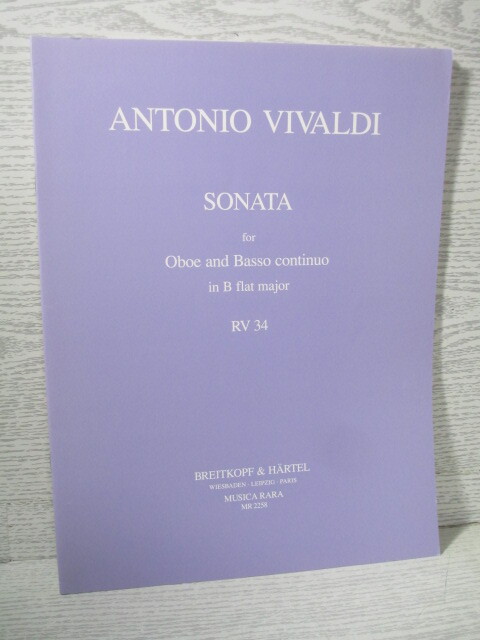 ANTONIO VIVALDI
SONATA
for
Oboe and Basso continuo
in B flat major
RV 34
BREITKOPF & HÄRTEL
WIESBADEN · LEIPZIG · PARIS
MUSICA RARA
MR 2258